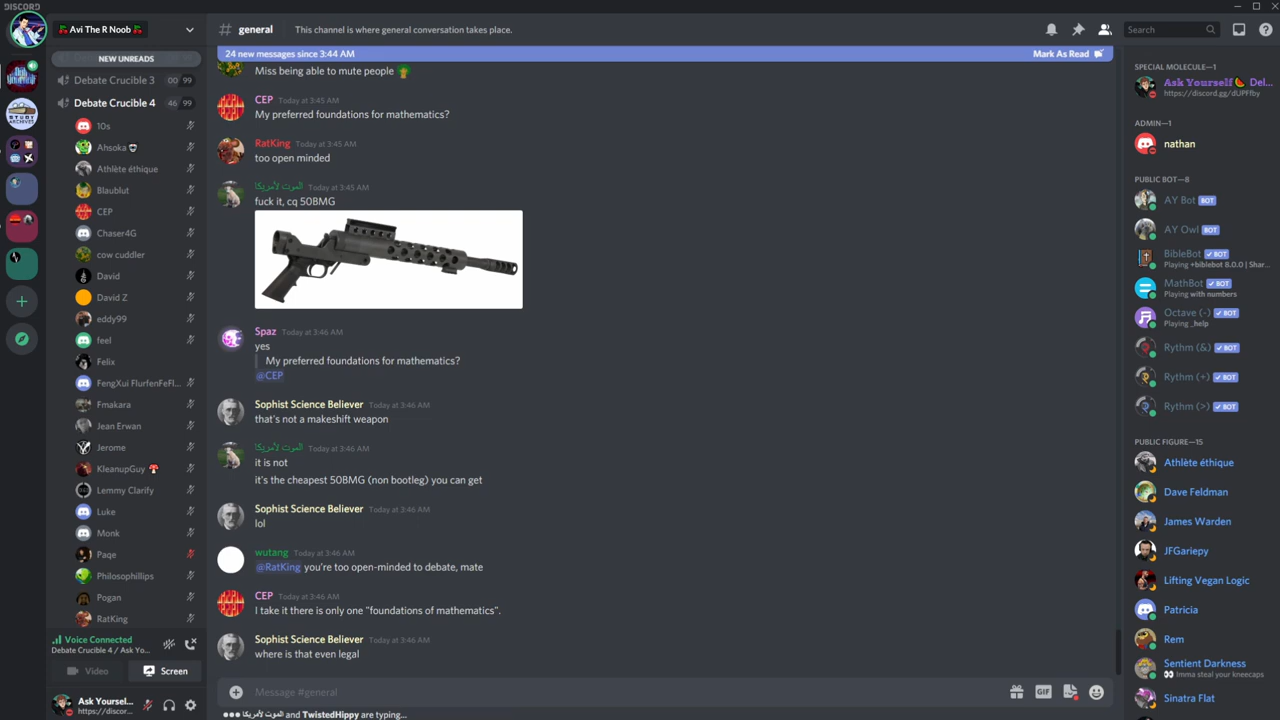 DISCORD
Avi The R Noob
NEW UNREADS
Debate Crucible 3 00 99
Debate Crucible 4 46 99
10s
Ahsoka
Athlète éthique
Blaublut
CEP
Chaser4G
cow cuddler
David
David Z
eddy99
feel
Felix
FengXui FlurfenFeFl...
Fmakara
Jean Erwan
Jerome
KleanupGuy
Lemmy Clarify
Luke
Monk
Paqe
Philosophillips
Pogan
RatKing
Voice Connected
Debate Crucible 4 / Ask Yo...
Video Screen
Ask Yoursel...
https://discor...
# general This channel is where general conversation takes place.
Search
24 new messages since 3:44 AM Mark As Read
Miss being able to mute people
CEP Today at 3:45 AM
My preferred foundations for mathematics?
RatKing Today at 3:45 AM
too open minded
الموت لأمريكا Today at 3:45 AM
fuck it, cq 50BMG
Spaz Today at 3:46 AM
yes
My preferred foundations for mathematics?
@CEP
Sophist Science Believer Today at 3:46 AM
that's not a makeshift weapon
الموت لأمريكا Today at 3:46 AM
it is not
it's the cheapest 50BMG (non bootleg) you can get
Sophist Science Believer Today at 3:46 AM
lol
wutang Today at 3:46 AM
@RatKing you're too open-minded to debate, mate
CEP Today at 3:46 AM
I take it there is only one "foundations of mathematics".
Sophist Science Believer Today at 3:46 AM
where is that even legal
Message #general
GIF
الموت لأمريكا and TwistedHippy are typing...
SPECIAL MOLECULE—1
Ask Yourself Del...
https://discord.gg/dUPFfby
ADMIN—1
nathan
PUBLIC BOT—8
AY Bot BOT
AY Owl BOT
BibleBot BOT
Playing +biblebot 8.0.0 | Shar...
MathBot BOT
Playing with numbers
Octave (-) BOT
Playing _help
Rythm (&) BOT
Rythm (+) BOT
Rythm (>) BOT
PUBLIC FIGURE—15
Athlète éthique
Dave Feldman
James Warden
JFGariepy
Lifting Vegan Logic
Patricia
Rem
Sentient Darkness
Imma steal your kneecaps
Sinatra Flat